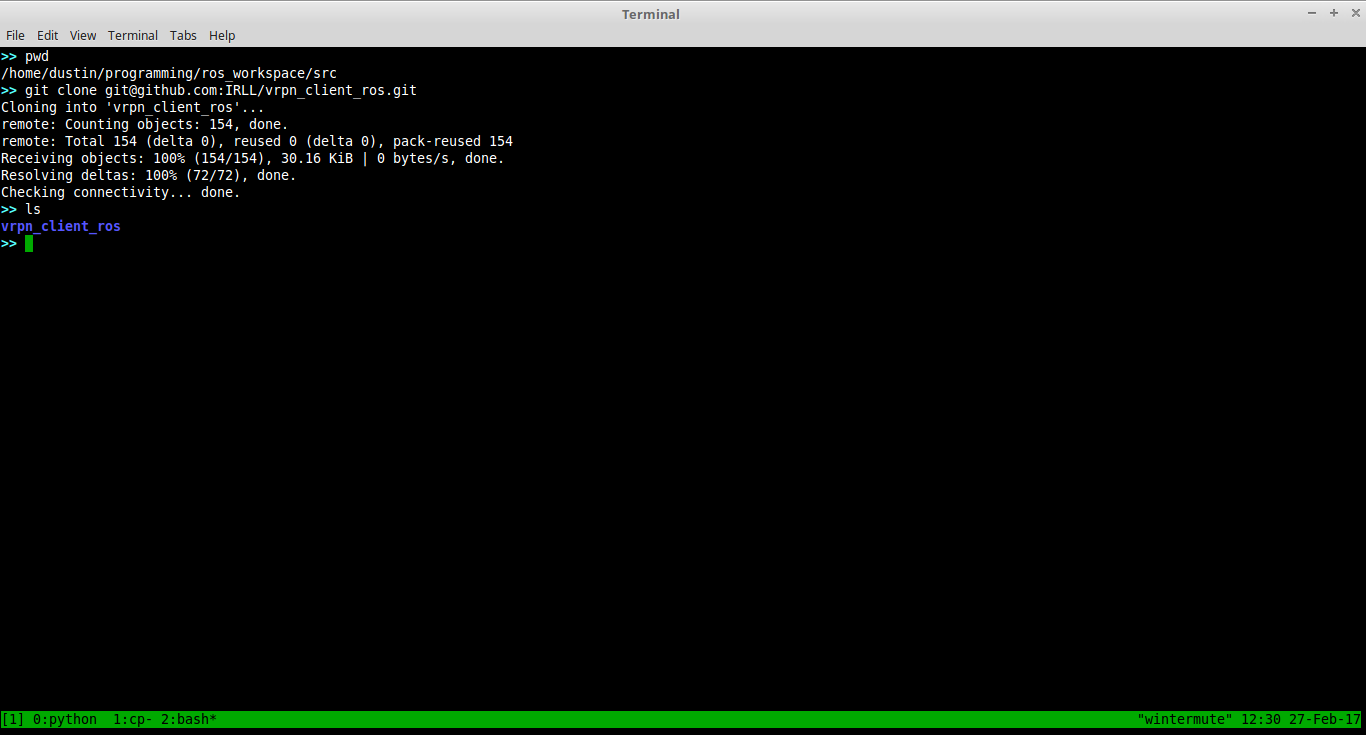 Terminal
File Edit View Terminal Tabs Help
>> pwd
/home/dustin/programming/ros_workspace/src
>> git clone git@github.com:IRLL/vrpn_client_ros.git
Cloning into 'vrpn_client_ros'...
remote: Counting objects: 154, done.
remote: Total 154 (delta 0), reused 0 (delta 0), pack-reused 154
Receiving objects: 100% (154/154), 30.16 KiB | 0 bytes/s, done.
Resolving deltas: 100% (72/72), done.
Checking connectivity... done.
>> ls
vrpn_client_ros
>>
[1] 0:python  1:cp- 2:bash* "wintermute" 12:30 27-Feb-17